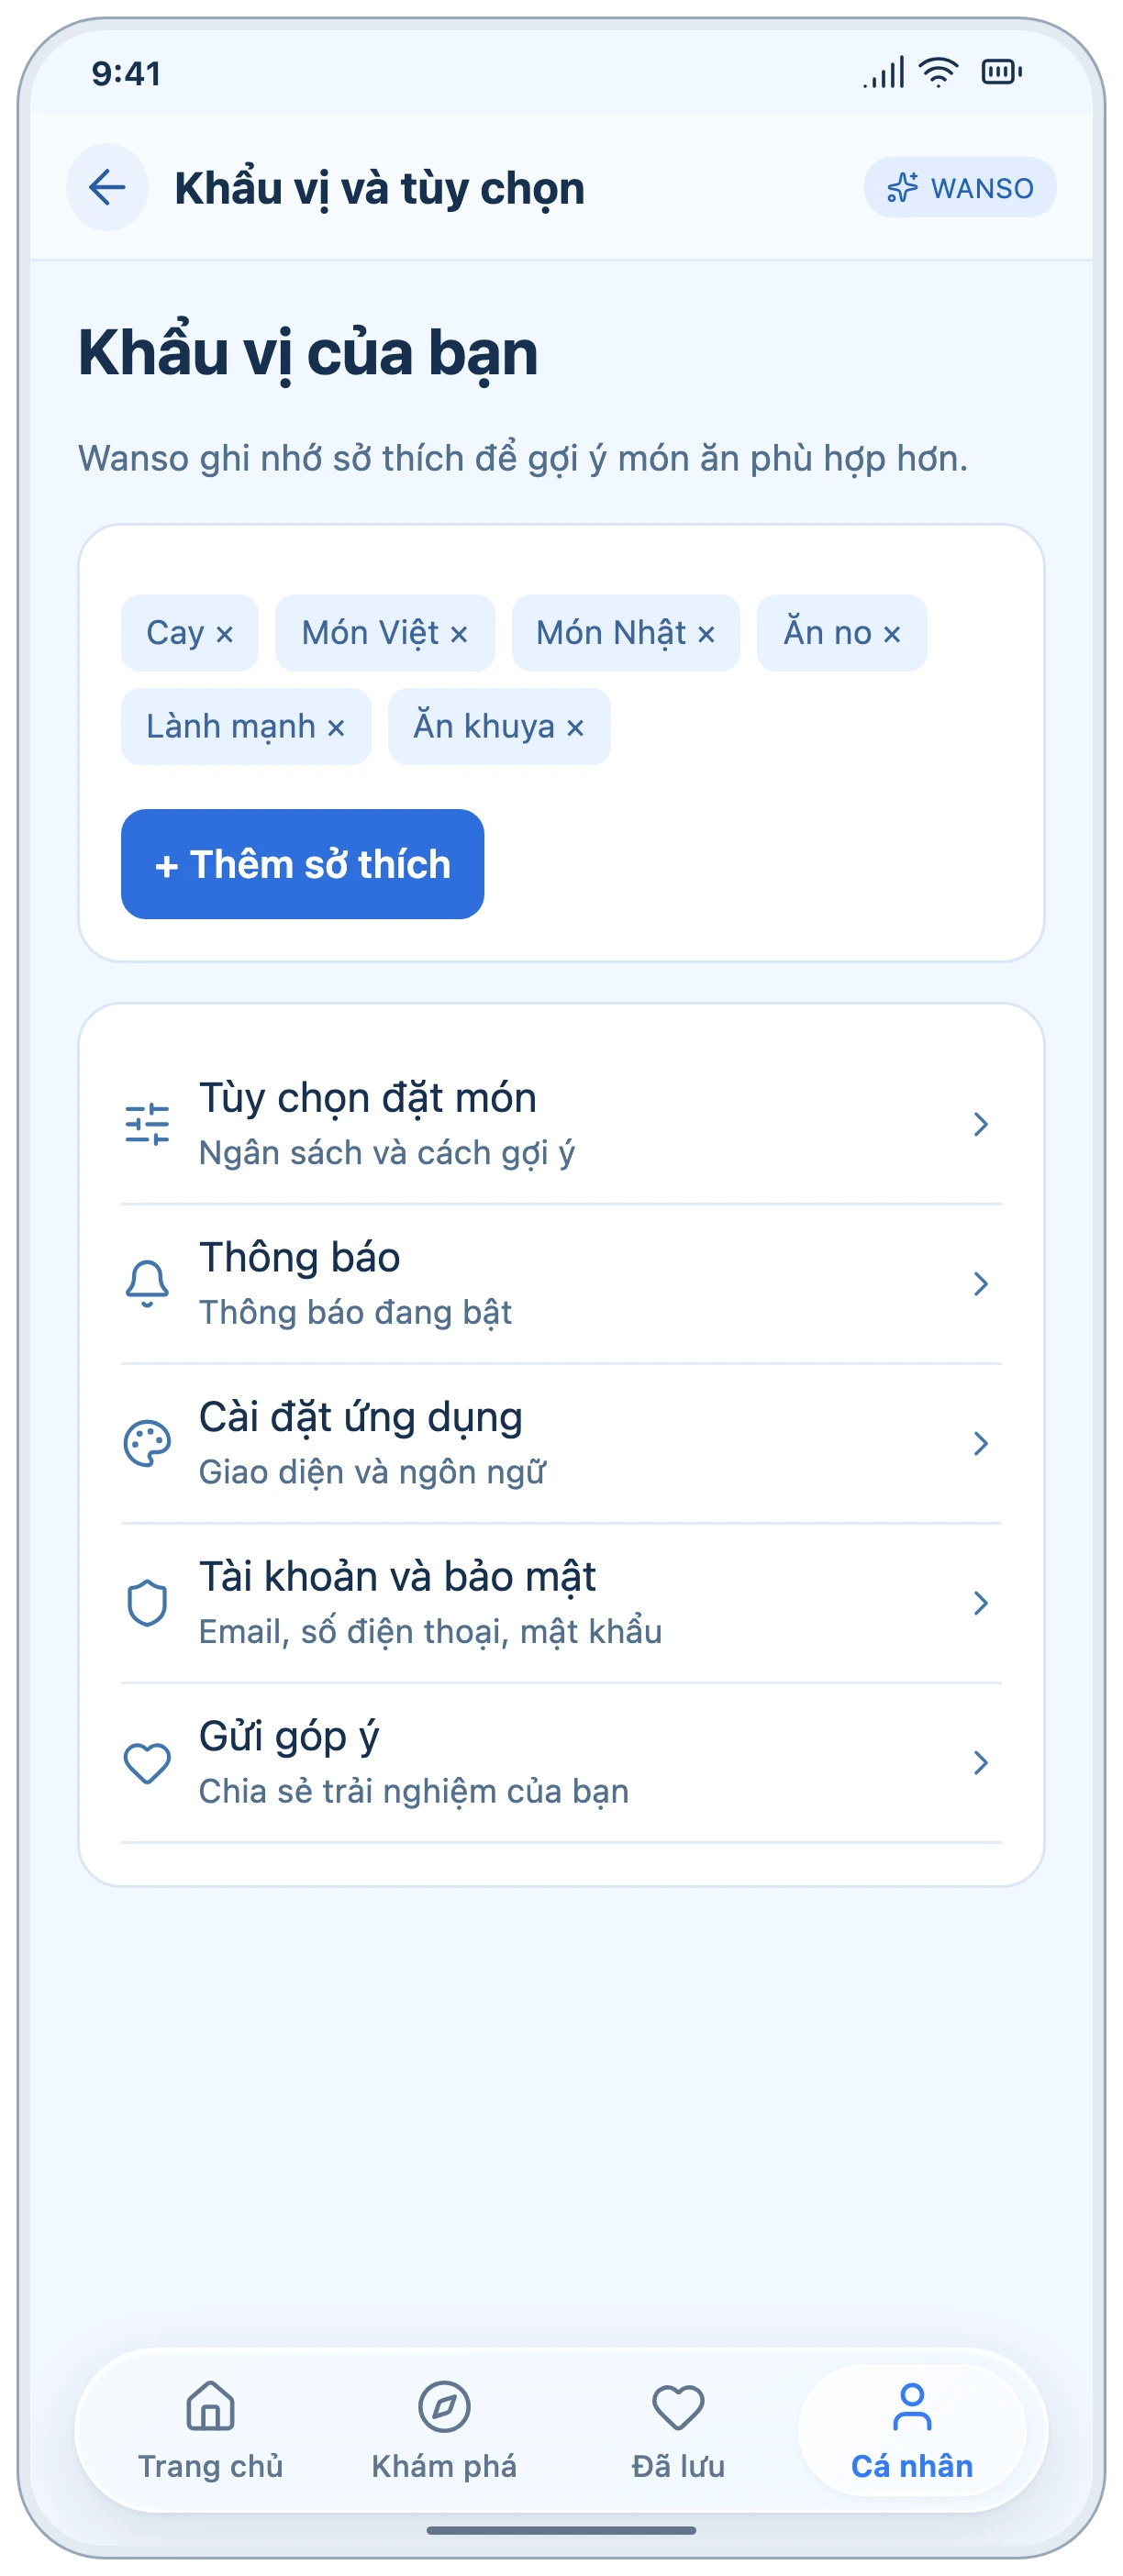 9:41
Khẩu vị và tùy chọn
WANSO
Khẩu vị của bạn
Wanso ghi nhớ sở thích để gợi ý món ăn phù hợp hơn.
Cay × Món Việt × Món Nhật × Ăn no ×
Lành mạnh × Ăn khuya ×
+ Thêm sở thích
Tùy chọn đặt món
Ngân sách và cách gợi ý
Thông báo
Thông báo đang bật
Cài đặt ứng dụng
Giao diện và ngôn ngữ
Tài khoản và bảo mật
Email, số điện thoại, mật khẩu
Gửi góp ý
Chia sẻ trải nghiệm của bạn
Trang chủ Khám phá Đã lưu Cá nhân